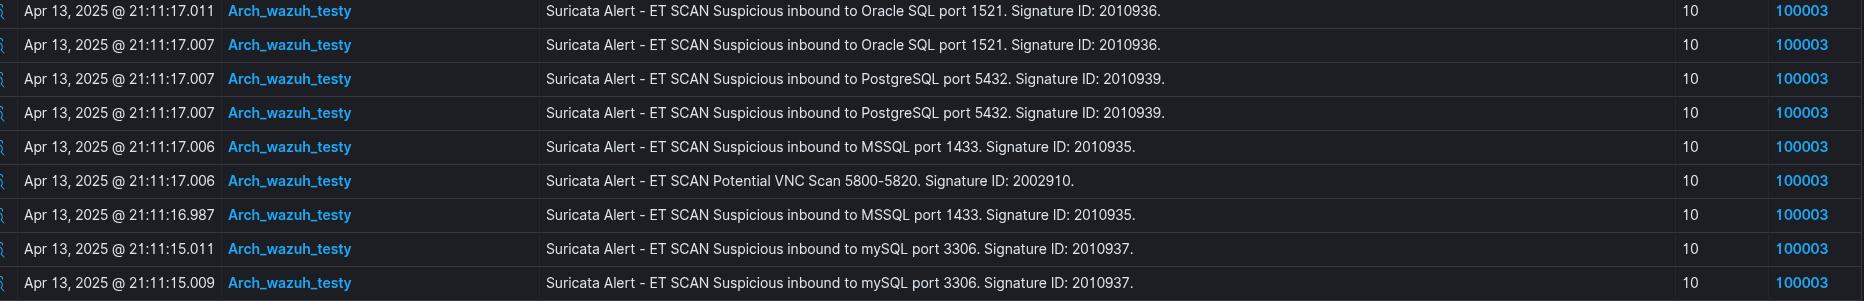 Apr 13, 2025 @ 21:11:17.011 Arch_wazuh_testy Suricata Alert - ET SCAN Suspicious inbound to Oracle SQL port 1521. Signature ID: 2010936. 10 100003
Apr 13, 2025 @ 21:11:17.007 Arch_wazuh_testy Suricata Alert - ET SCAN Suspicious inbound to Oracle SQL port 1521. Signature ID: 2010936. 10 100003
Apr 13, 2025 @ 21:11:17.007 Arch_wazuh_testy Suricata Alert - ET SCAN Suspicious inbound to PostgreSQL port 5432. Signature ID: 2010939. 10 100003
Apr 13, 2025 @ 21:11:17.007 Arch_wazuh_testy Suricata Alert - ET SCAN Suspicious inbound to PostgreSQL port 5432. Signature ID: 2010939. 10 100003
Apr 13, 2025 @ 21:11:17.006 Arch_wazuh_testy Suricata Alert - ET SCAN Suspicious inbound to MSSQL port 1433. Signature ID: 2010935. 10 100003
Apr 13, 2025 @ 21:11:17.006 Arch_wazuh_testy Suricata Alert - ET SCAN Potential VNC Scan 5800-5820. Signature ID: 2002910. 10 100003
Apr 13, 2025 @ 21:11:16.987 Arch_wazuh_testy Suricata Alert - ET SCAN Suspicious inbound to MSSQL port 1433. Signature ID: 2010935. 10 100003
Apr 13, 2025 @ 21:11:15.011 Arch_wazuh_testy Suricata Alert - ET SCAN Suspicious inbound to mySQL port 3306. Signature ID: 2010937. 10 100003
Apr 13, 2025 @ 21:11:15.009 Arch_wazuh_testy Suricata Alert - ET SCAN Suspicious inbound to mySQL port 3306. Signature ID: 2010937. 10 100003